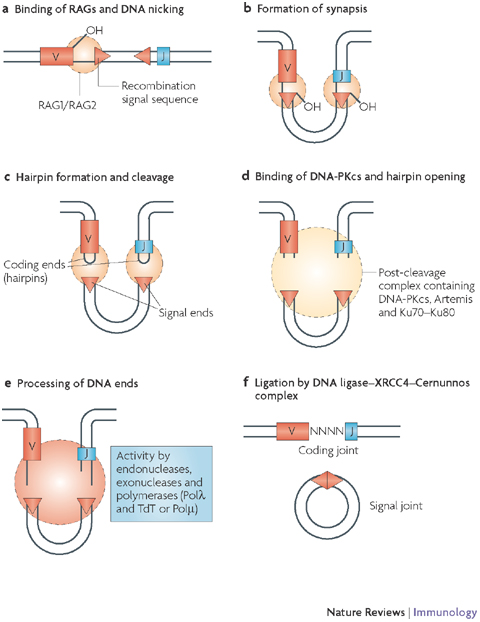 a Binding of RAGs and DNA nicking
OH
V
J
RAG1/RAG2
Recombination
signal sequence
b Formation of synapsis
V
J
OH
OH
c Hairpin formation and cleavage
V
J
Coding ends
(hairpins)
Signal ends
d Binding of DNA-PKcs and hairpin opening
V
J
Post-cleavage
complex containing
DNA-PKcs, Artemis
and Ku70–Ku80
e Processing of DNA ends
V
J
Activity by
endonucleases,
exonucleases and
polymerases (Polλ
and TdT or Polμ)
f Ligation by DNA ligase–XRCC4–Cernunnos
complex
V NNNN J
Coding joint
Signal joint
Nature Reviews | Immunology